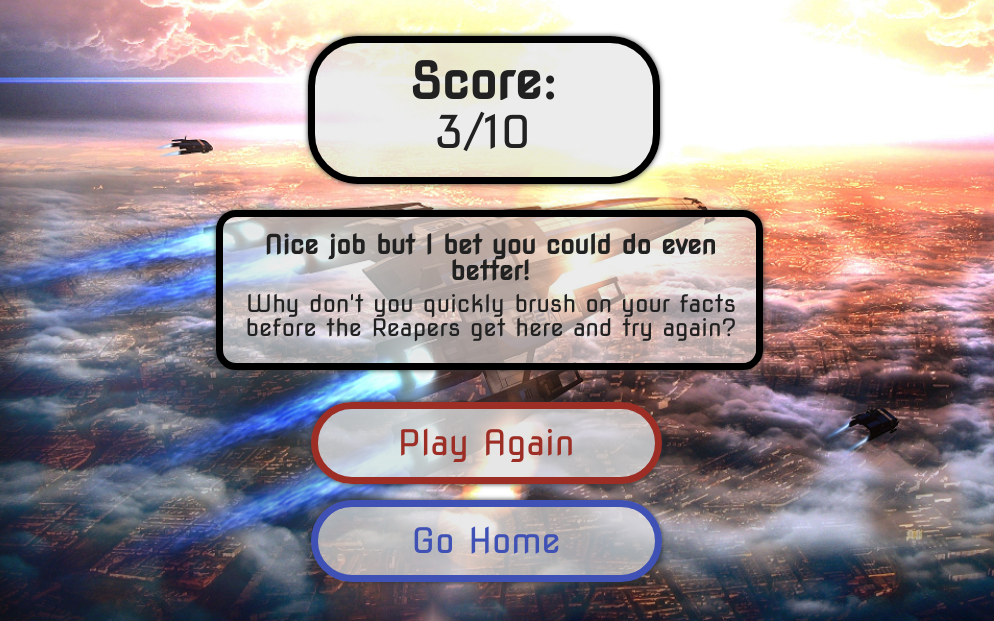 Score:
3/10
Nice job but I bet you could do even
better!
Why don't you quickly brush on your facts
before the Reapers get here and try again?
Play Again
Go Home